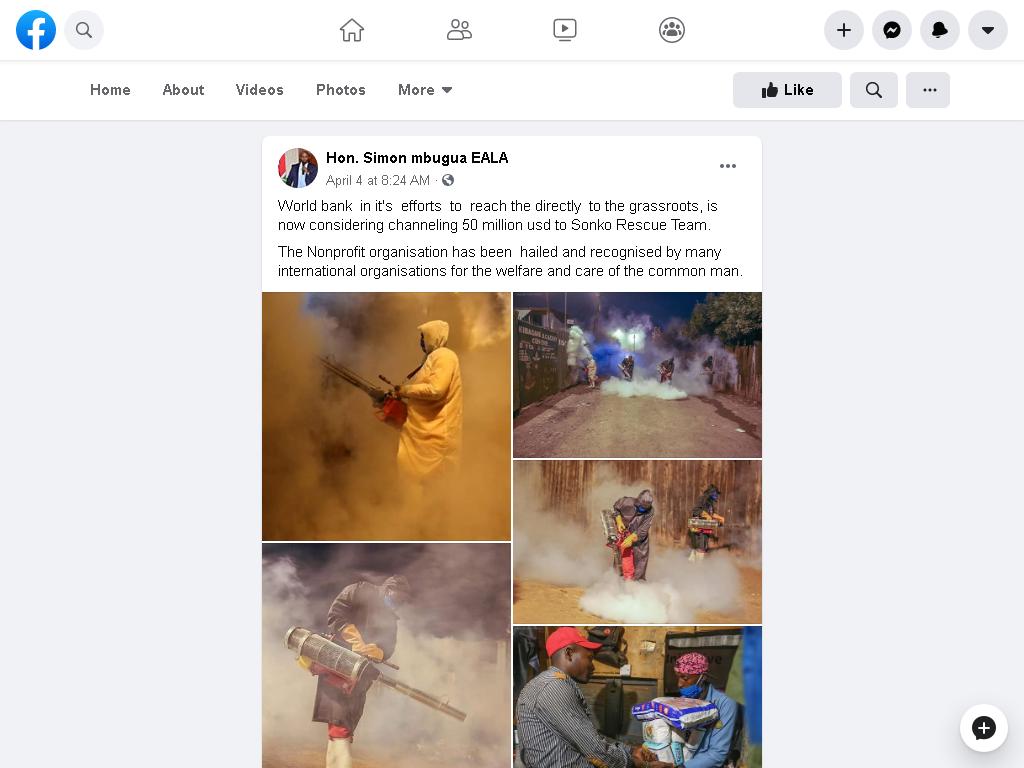 Home About Videos Photos More Like
Hon. Simon mbugua EALA
April 4 at 8:24 AM ·
World bank in it's efforts to reach the directly to the grassroots, is
now considering channeling 50 million usd to Sonko Rescue Team.
The Nonprofit organisation has been hailed and recognised by many
international organisations for the welfare and care of the common man.